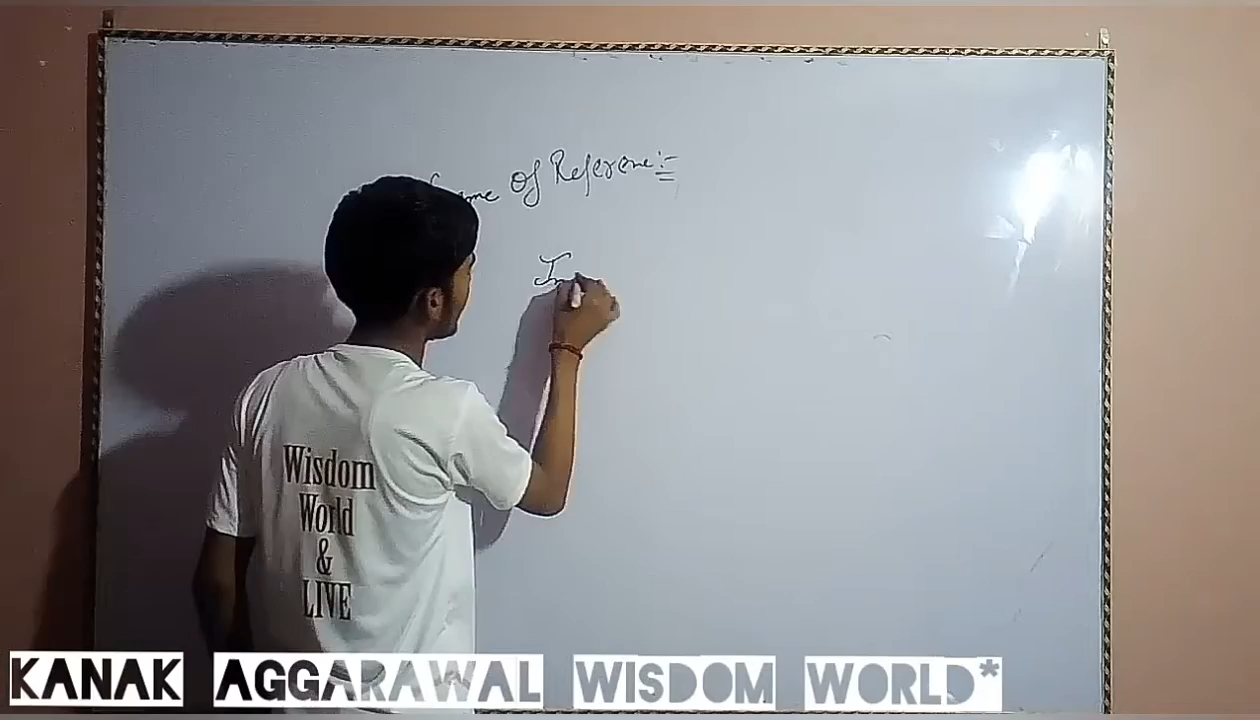 of Reference:-
Wisdom
World
&
LIVE
KANAK AGGARAWAL WISDOM WORLD*